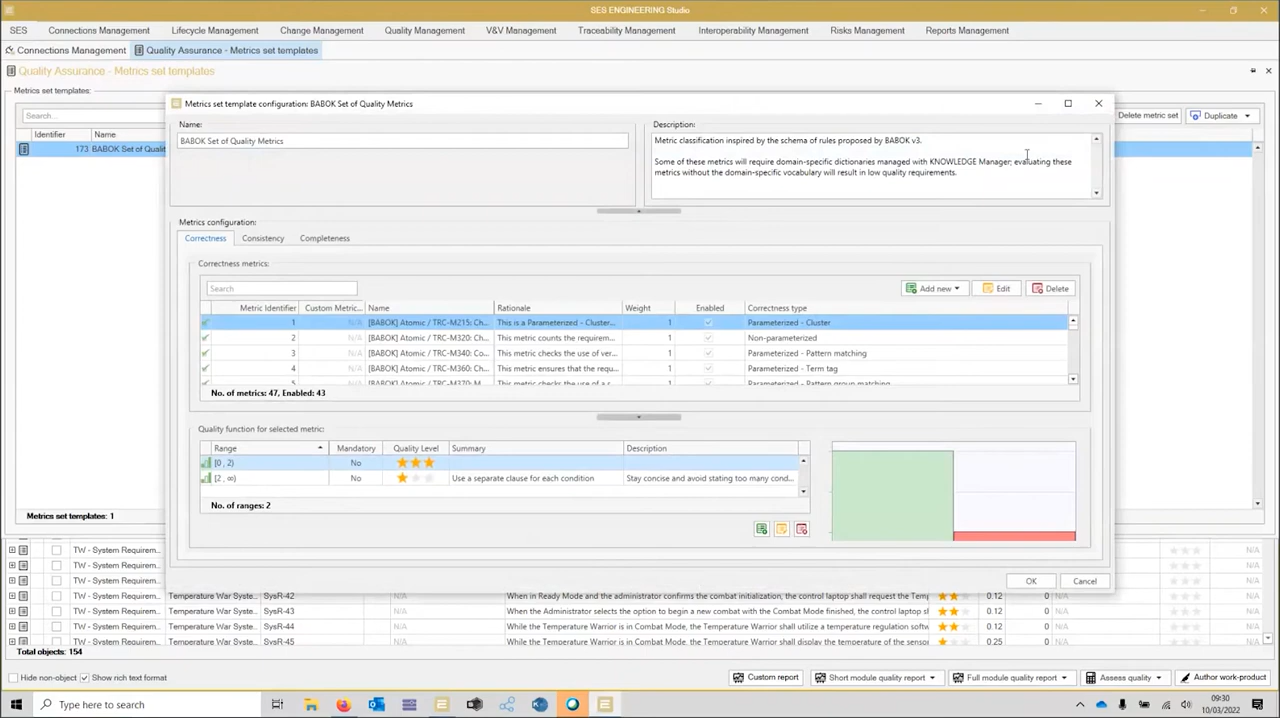 SES ENGINEERING Studio
SES Connections Management Lifecycle Management Change Management Quality Management V&V Management Traceability Management Interoperability Management Risks Management Reports Management
Connections Management Quality Assurance - Metrics set templates
Quality Assurance - Metrics set templates
Metrics set templates:
Search...
Delete metric set Duplicate
Identifier Name
173 BABOK Set of Qualit
Metrics set template configuration: BABOK Set of Quality Metrics
Name:
BABOK Set of Quality Metrics
Description:
Metric classification inspired by the schema of rules proposed by BABOK v3.
Some of these metrics will require domain-specific dictionaries managed with KNOWLEDGE Manager; evaluating these
metrics without the domain-specific vocabulary will result in low quality requirements.
Metrics configuration:
Correctness Consistency Completeness
Correctness metrics:
Search
Add new Edit Delete
Metric Identifier Custom Metric... Name Rationale Weight Enabled Correctness type
1 N/A [BABOK] Atomic / TRC-M215: Ch... This is a Parameterized - Cluster... 1 Parameterized - Cluster
2 N/A [BABOK] Atomic / TRC-M320: Ch... This metric counts the requirem... 1 Non-parameterized
3 N/A [BABOK] Atomic / TRC-M340: Co... This metric checks the use of ver... 1 Parameterized - Pattern matching
4 N/A [BABOK] Atomic / TRC-M360: Ch... This metric ensures that the requ... 1 Parameterized - Term tag
5 N/A [BABOK] Atomic / TRC-M370: M... This metric checks the use of a s... 1 Parameterized - Pattern group matching
No. of metrics: 47, Enabled: 43
Quality function for selected metric:
Range Mandatory Quality Level Summary Description
[0 , 2) No
[2 , ∞) No Use a separate clause for each condition Stay concise and avoid stating too many cond...
No. of ranges: 2
OK Cancel
Metrics set templates: 1
TW - System Requirem... N/A
TW - System Requirem... N/A
TW - System Requirem... N/A
TW - System Requirem... Temperature War Syste... SysR-42 N/A When in Ready Mode and the administrator confirms the combat initialization, the control laptop shall request the Temp 0.12 0 N/A
TW - System Requirem... Temperature War Syste... SysR-43 N/A When the Administrator selects the option to begin a new combat with the Combat Mode finished, the control laptop sl 0.12 0 N/A
TW - System Requirem... Temperature War Syste... SysR-44 N/A While the Temperature Warrior is in Combat Mode, the Temperature Warrior shall utilize a temperature regulation softw 0.12 0 N/A
TW - System Requirem... Temperature War Syste... SysR-45 N/A While the Temperature Warrior is in Combat Mode, the Temperature Warrior shall display the temperature of the sensor 0.25 0 N/A
Total objects: 154
Hide non-object Show rich text format
Custom report Short module quality report Full module quality report Assess quality Author work-product
Type here to search
09:30
10/03/2022